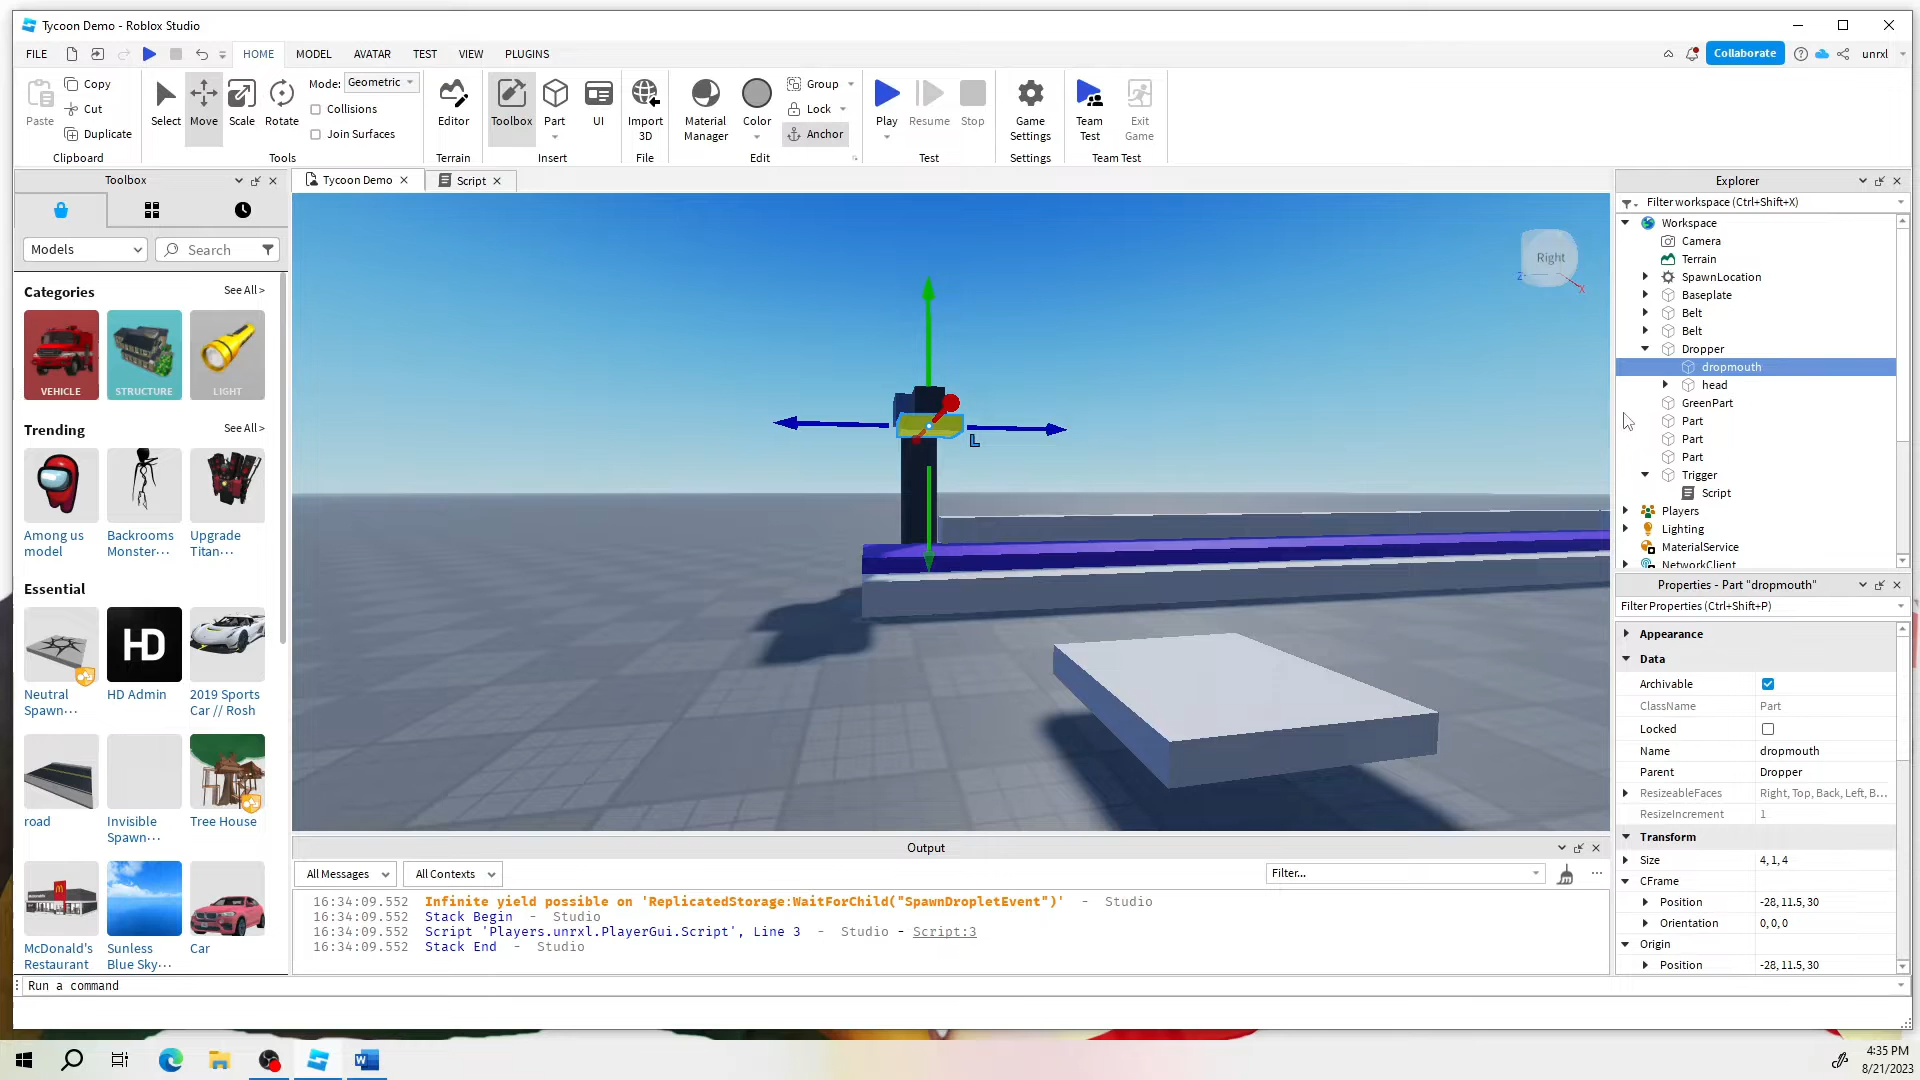 Tycoon Demo - Roblox Studio
FILE
HOME
MODEL
AVATAR
TEST
VIEW
PLUGINS
Collaborate
unrxl
Paste
Copy
Cut
Duplicate
Clipboard
Select
Move
Scale
Rotate
Mode:
Geometric
Collisions
Join Surfaces
Tools
Editor
Terrain
Toolbox
Part
UI
Insert
Import
3D
File
Material
Manager
Color
Group
Lock
Anchor
Edit
Play
Resume
Stop
Test
Game
Settings
Settings
Team
Test
Exit
Game
Team Test
Toolbox
Models
Search
Categories
See All >
VEHICLE
STRUCTURE
LIGHT
Trending
See All >
Among us
model
Backrooms
Monster···
Upgrade
Titan···
Essential
HD
Neutral
Spawn···
HD Admin
2019 Sports
Car // Rosh
road
Invisible
Spawn···
Tree House
McDonald's
Restaurant
Sunless
Blue Sky···
Car
Tycoon Demo
Script
Right
Z
X
L
Output
All Messages
All Contexts
Filter...
16:34:09.552 Infinite yield possible on 'ReplicatedStorage:WaitForChild("SpawnDropletEvent")' - Studio
16:34:09.552 Stack Begin - Studio
16:34:09.552 Script 'Players.unrxl.PlayerGui.Script', Line 3 - Studio - Script:3
16:34:09.552 Stack End - Studio
Run a command
Explorer
Filter workspace (Ctrl+Shift+X)
Workspace
Camera
Terrain
SpawnLocation
Baseplate
Belt
Belt
Dropper
dropmouth
head
GreenPart
Part
Part
Part
Trigger
Script
Players
Lighting
MaterialService
NetworkClient
Properties - Part "dropmouth"
Filter Properties (Ctrl+Shift+P)
Appearance
Data
Archivable
ClassName Part
Locked
Name dropmouth
Parent Dropper
ResizeableFaces Right, Top, Back, Left, B...
ResizeIncrement 1
Transform
Size 4, 1, 4
CFrame
Position -28, 11.5, 30
Orientation 0, 0, 0
Origin
Position -28, 11.5, 30
4:35 PM
8/21/2023